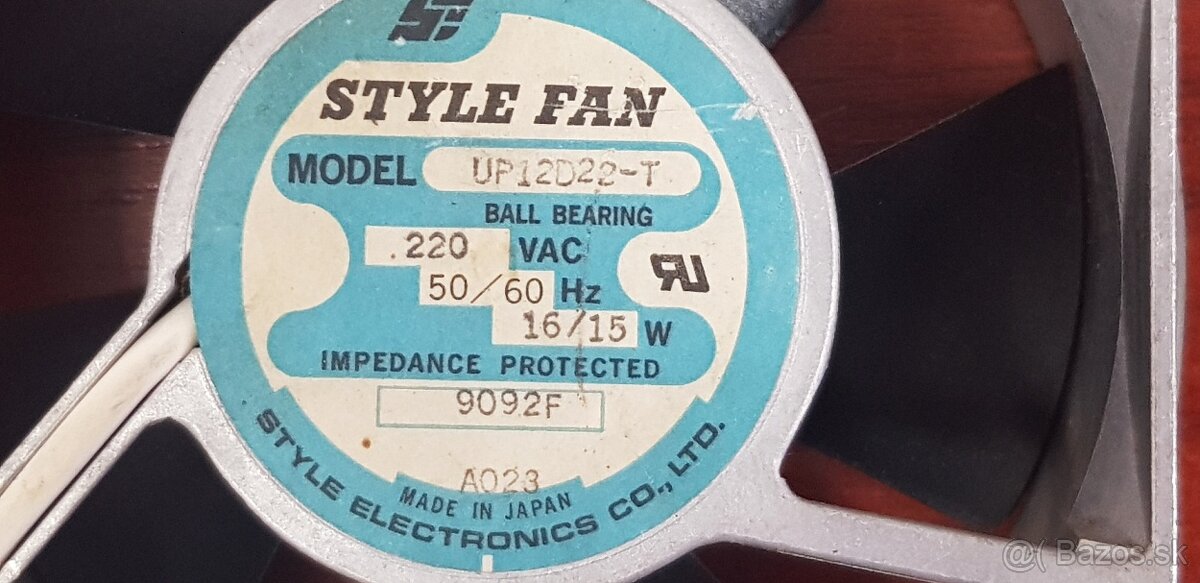 STYLE FAN
MODEL UP12D22-T
BALL BEARING
220 VAC
50/60 Hz
16/15 W
IMPEDANCE PROTECTED
9092F
A023
MADE IN JAPAN
STYLE ELECTRONICS CO., LTD.
Bazos.sk